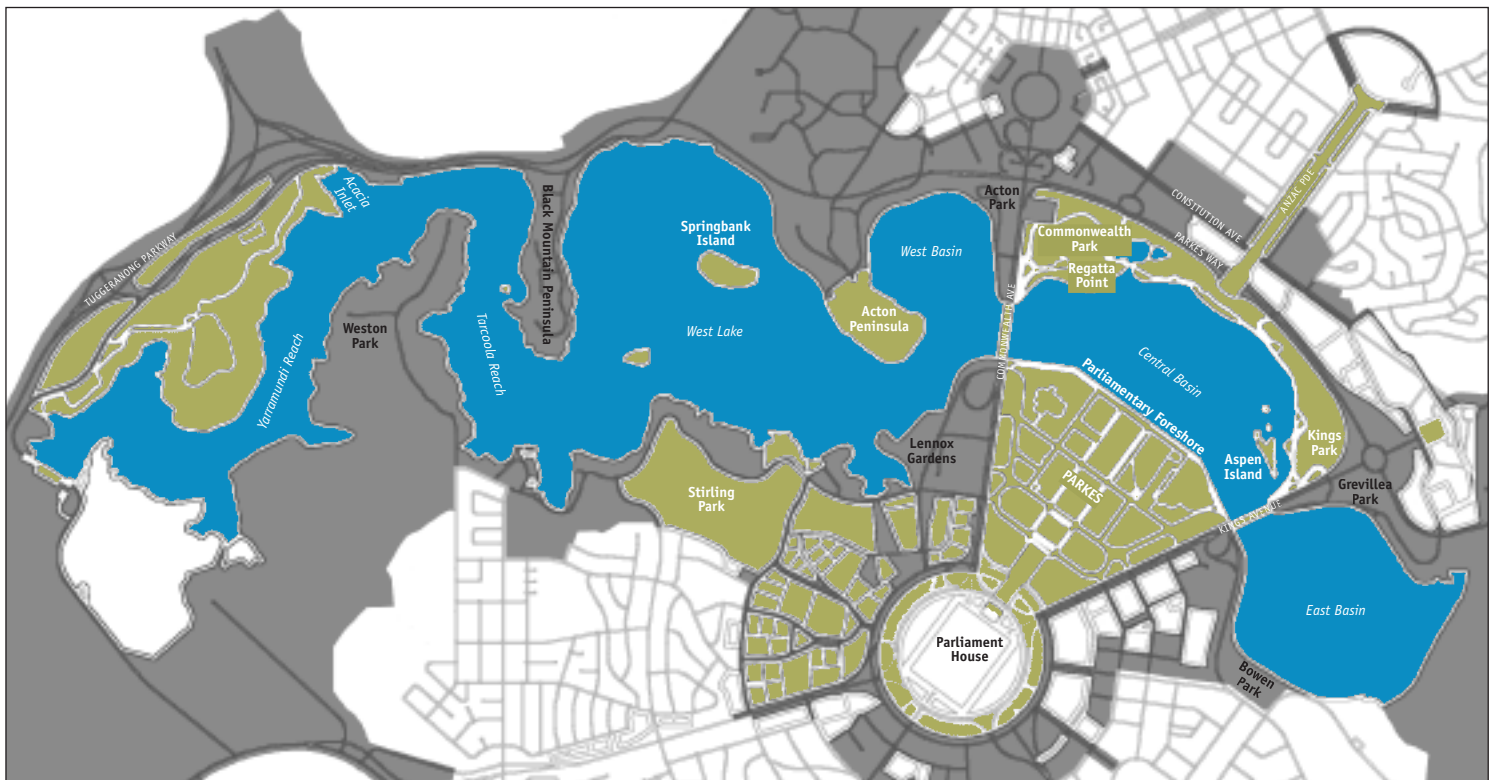 Acacia
Inlet
TUGGERANONG PARKWAY
Yarramundi Reach
Weston
Park
Tarcoola Reach
Black Mountain Peninsula
Springbank
Island
West Lake
Stirling
Park
Acton
Peninsula
West Basin
Acton
Park
Commonwealth
Park
Regatta
Point
CONSTITUTION AVE
PARKES WAY
ANZAC PDE
COMMONWEALTH AVE
Central Basin
Parliamentary Foreshore
Lennox
Gardens
PARKES
Aspen
Island
Kings
Park
Grevillea
Park
KINGS AVENUE
East Basin
Bowen
Park
Parliament
House